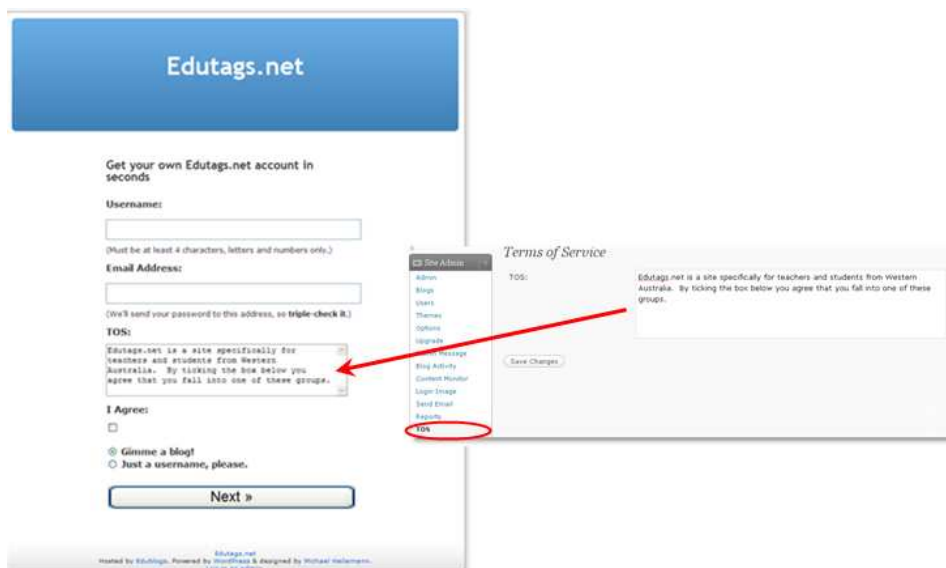 Edutags.net
Get your own Edutags.net account in
seconds
Username:
(Must be at least 4 characters, letters and numbers only.)
Email Address:
(We'll send your password to this address, so triple-check it.)
TOS:
Edutags.net is a site specifically for
teachers and students from Western
Australia. By ticking the box below you
agree that you fall into one of these groups.
I Agree:
Gimme a blog!
Just a username, please.
Next »
Edutags.net
Hosted by Edublogs. Powered by WordPress & designed by Michael Heilemann.
Site Admin
Admin
Blogs
Users
Themes
Options
Upgrade
Message
Blog Activity
Content Monitor
Login Image
Send Email
Reports
TOS
Terms of Service
TOS:
Edutags.net is a site specifically for teachers and students from Western
Australia. By ticking the box below you agree that you fall into one of these
groups.
Save Changes